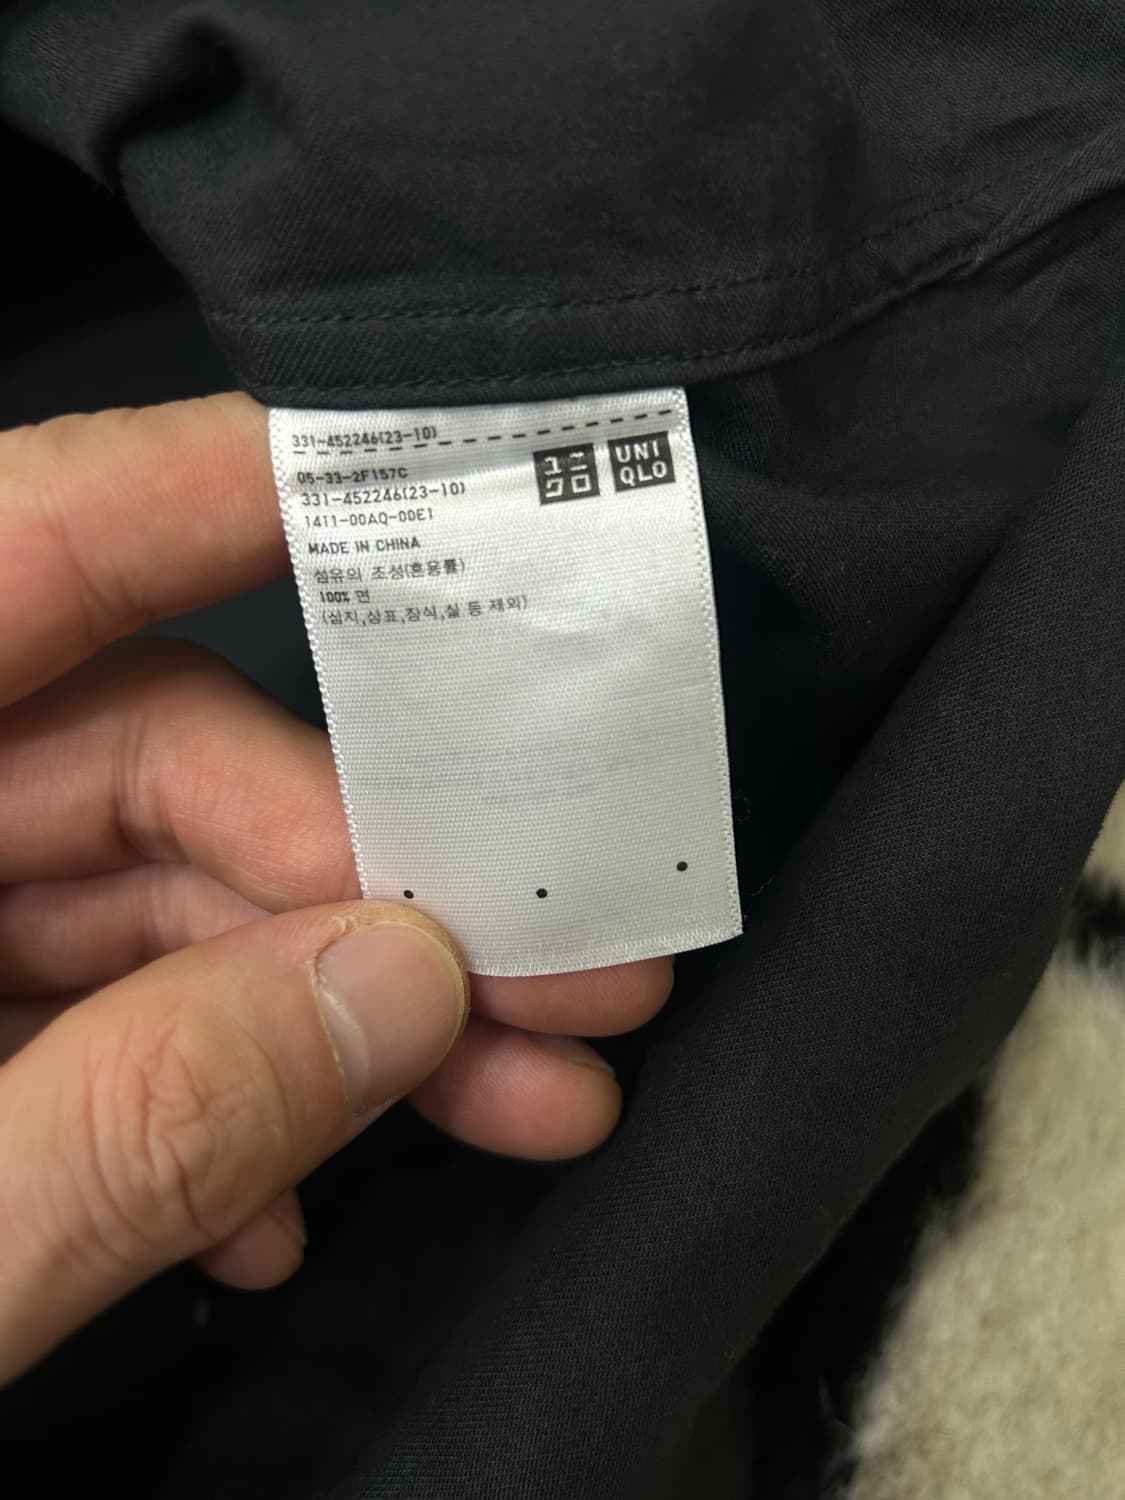 331-452246(23-10)
05-33-2F157C
331-452246(23-10)
1411-00AQ-00E1
MADE IN CHINA
섬유의 조성(혼용률)
100% 면
(심지,상표,장식,실 등 제외)
ユニ
クロ
UNI
QLO